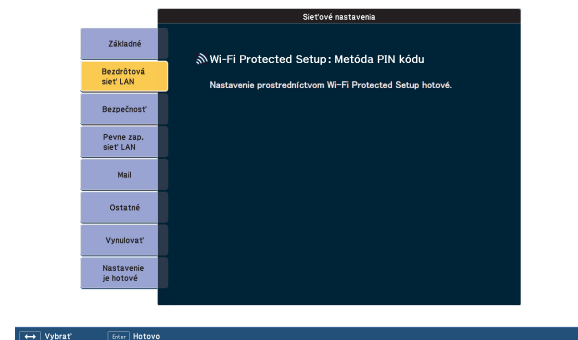 Sieťové nastavenia
Základné
Bezdrôtová
sieť LAN
Bezpečnosť
Pevne zap.
sieť LAN
Mail
Ostatné
Vynulovať
Nastavenie
je hotové
Wi-Fi Protected Setup: Metóda PIN kódu
Nastavenie prostredníctvom Wi-Fi Protected Setup hotové.
Vybrať Enter Hotovo